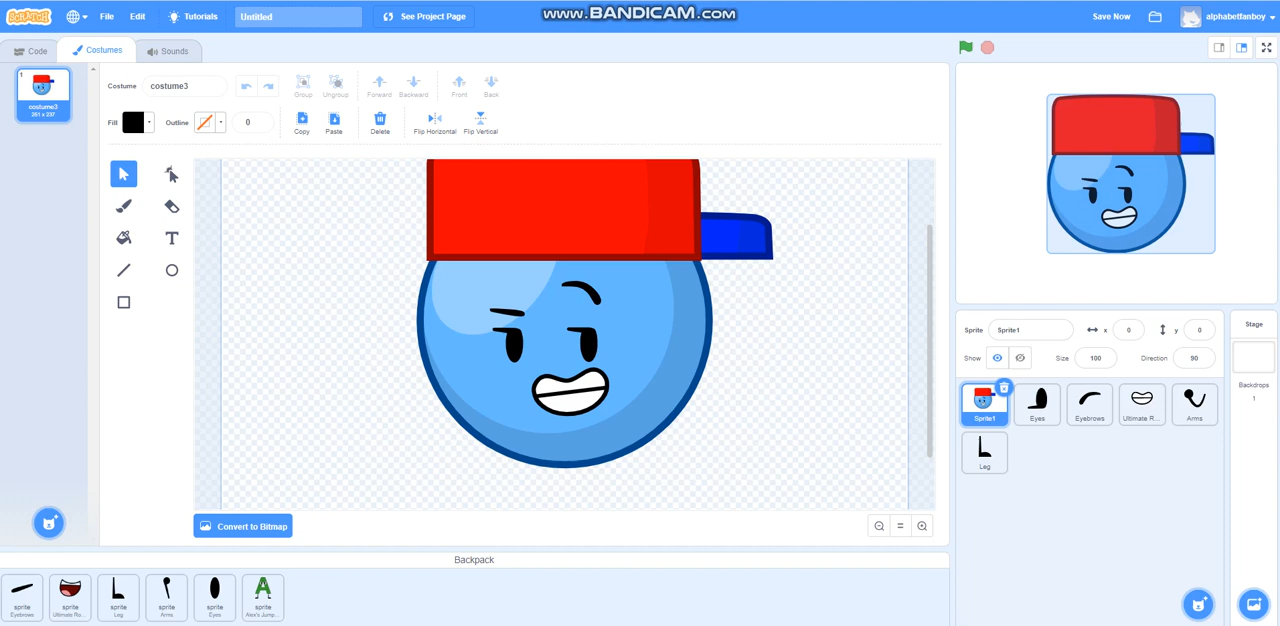 SCRATCH File Edit Tutorials Untitled See Project Page www.BANDICAM.com Save Now alphabetfanboy
Code Costumes Sounds
1
costume3
261 x 237
Costume costume3 Group Ungroup Forward Backward Front Back
Fill Outline 0 Copy Paste Delete Flip Horizontal Flip Vertical
T
Convert to Bitmap
Sprite Sprite1 x 0 y 0
Show Size 100 Direction 90
Stage
Backdrops
1
Sprite1 Eyes Eyebrows Ultimate R... Arms
Leg
Backpack
sprite sprite sprite sprite sprite sprite
Eyebrows Ultimate Ro... Leg Arms Eyes Alex's Jump...